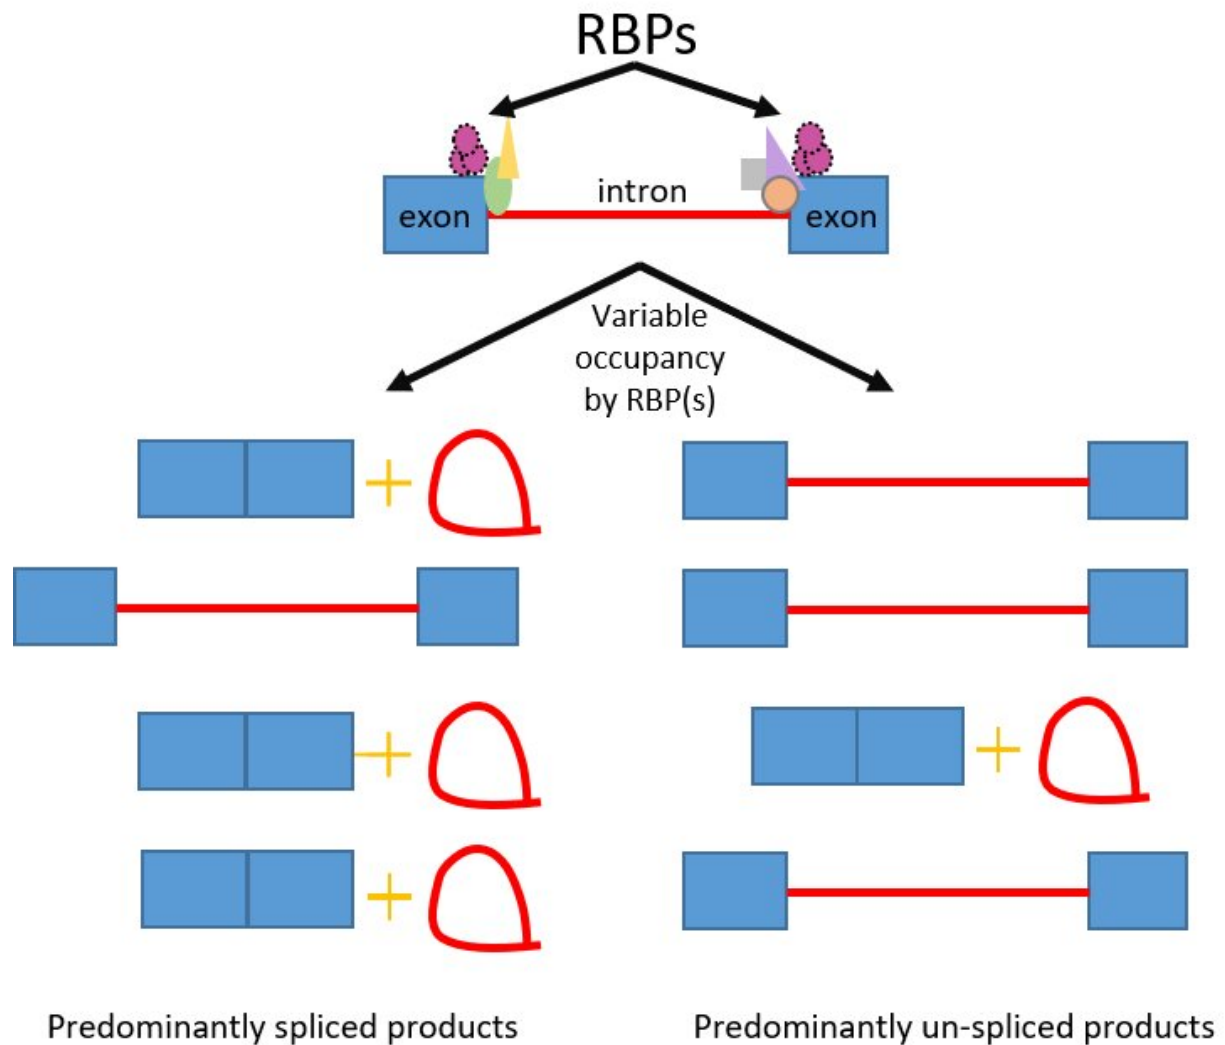 RBPs
intron
exon
exon
Variable
occupancy
by RBP(s)
Predominantly spliced products
Predominantly un-spliced products